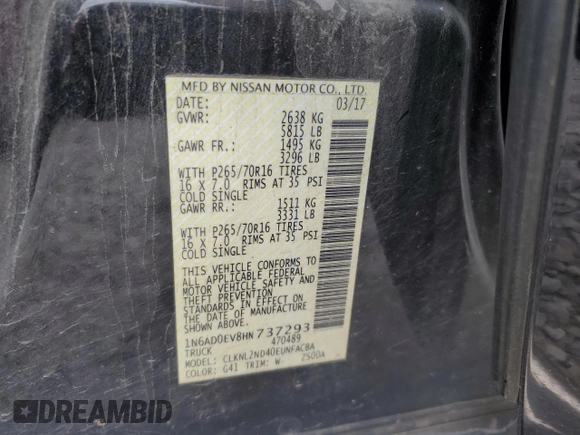 MFD BY NISSAN MOTOR CO., LTD.
DATE: 03/17
GVWR: 2638 KG
5815 LB
GAWR FR.: 1495 KG
3296 LB
WITH P265/70R16 TIRES
16 X 7.0 RIMS AT 35 PSI
COLD SINGLE
GAWR RR.: 1511 KG
3331 LB
WITH P265/70R16 TIRES
16 X 7.0 RIMS AT 35 PSI
COLD SINGLE
THIS VEHICLE CONFORMS TO
ALL APPLICABLE FEDERAL
MOTOR VEHICLE SAFETY AND
THEFT PREVENTION
STANDARDS IN EFFECT ON
THE DATE OF MANUFACTURE
SHOWN ABOVE.
1N6AD0EV8HN737293
TRUCK 470489
MODEL: CLKNLZND40EUNFACBA
COLOR: G41 TRIM: W- Z500A
DREAMBID